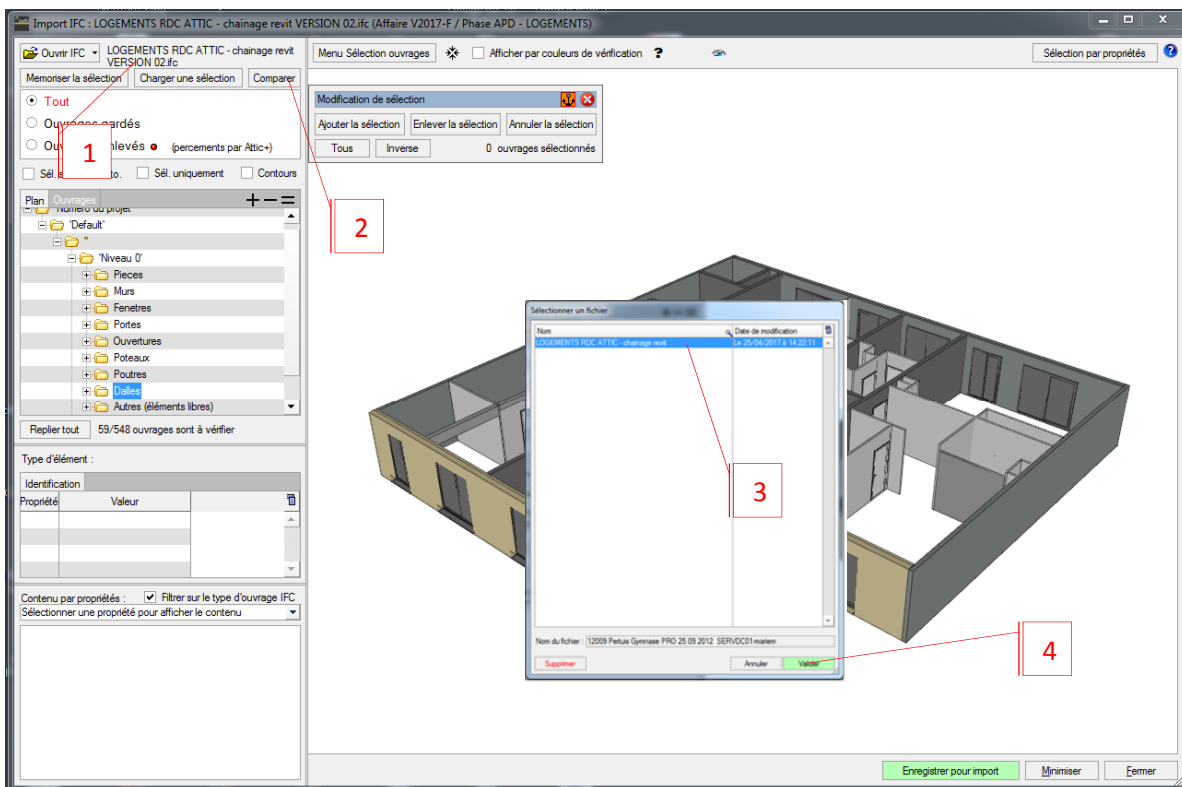 Import IFC : LOGEMENTS RDC ATTIC - chainage revit VERSION 02.ifc (Affaire V2017-F / Phase APD - LOGEMENTS)
Ouvrir IFC
LOGEMENTS RDC ATTIC - chainage revit
VERSION 02.ifc
Memoriser la sélection
Charger une sélection
Comparer
Tout
Ouvrages gardés
Ou nlevés
(percements par Attic+)
Sél. s to.
Sél. uniquement
Contours
Plan
Ouvrages
Numero du projet
'Default'
''
'Niveau 0'
Pieces
Murs
Fenetres
Portes
Ouvertures
Poteaux
Poutres
Dalles
Autres (éléments libres)
Replier tout
59/548 ouvrages sont à vérifier
Type d'élément :
Identification
Propriété
Valeur
Contenu par propriétés :
Filtrer sur le type d'ouvrage IFC
Sélectionner une propriété pour afficher le contenu
Menu Sélection ouvrages
Afficher par couleurs de vérification
?
Sélection par propriétés
?
Modification de sélection
Ajouter la sélection
Enlever la sélection
Annuler la sélection
Tous
Inverse
0 ouvrages sélectionnés
1
2
Sélectionner un fichier
Nom
Date de modification
LOGEMENTS RDC ATTIC - chainage revit
Le 25/04/2017 à 14:22:11
3
Nom du fichier :
12009 Pertuis Gymnase PRO 25 09 2012 SERVDC01-mariem
Supprimer
Annuler
Valider
4
Enregistrer pour import
Minimiser
Fermer